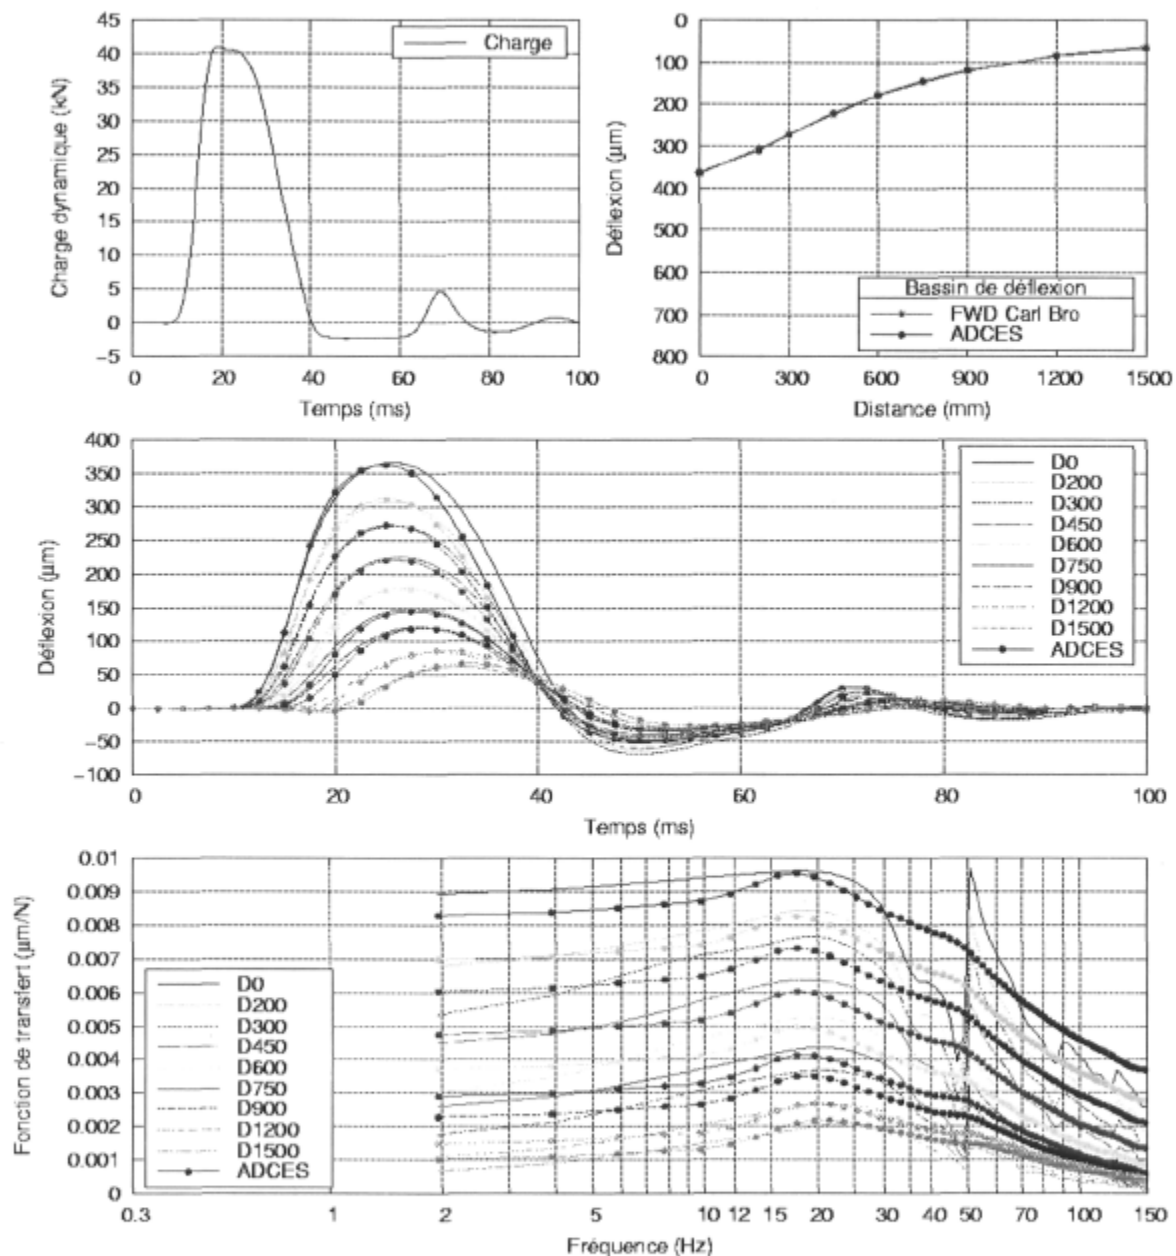 45
40
35
30
25
20
15
10
5
0
−5
Charge dynamique (kN)
Charge
0 20 40 60 80 100
Temps (ms)
0
100
200
300
400
500
600
700
800
Déflexion (µm)
Bassin de déflexion
FWD Carl Bro
ADCES
0 300 600 900 1200 1500
Distance (mm)
400
350
300
250
200
150
100
50
0
−50
−100
Déflexion (µm)
D0
D200
D300
D450
D600
D750
D900
D1200
D1500
ADCES
0 20 40 60 80 100
Temps (ms)
0.01
0.009
0.008
0.007
0.006
0.005
0.004
0.003
0.002
0.001
0
Fonction de transfert (µm/N)
D0
D200
D300
D450
D600
D750
D900
D1200
D1500
ADCES
0.3 1 2 5 10 12 15 20 30 40 50 70 100 150
Fréquence (Hz)